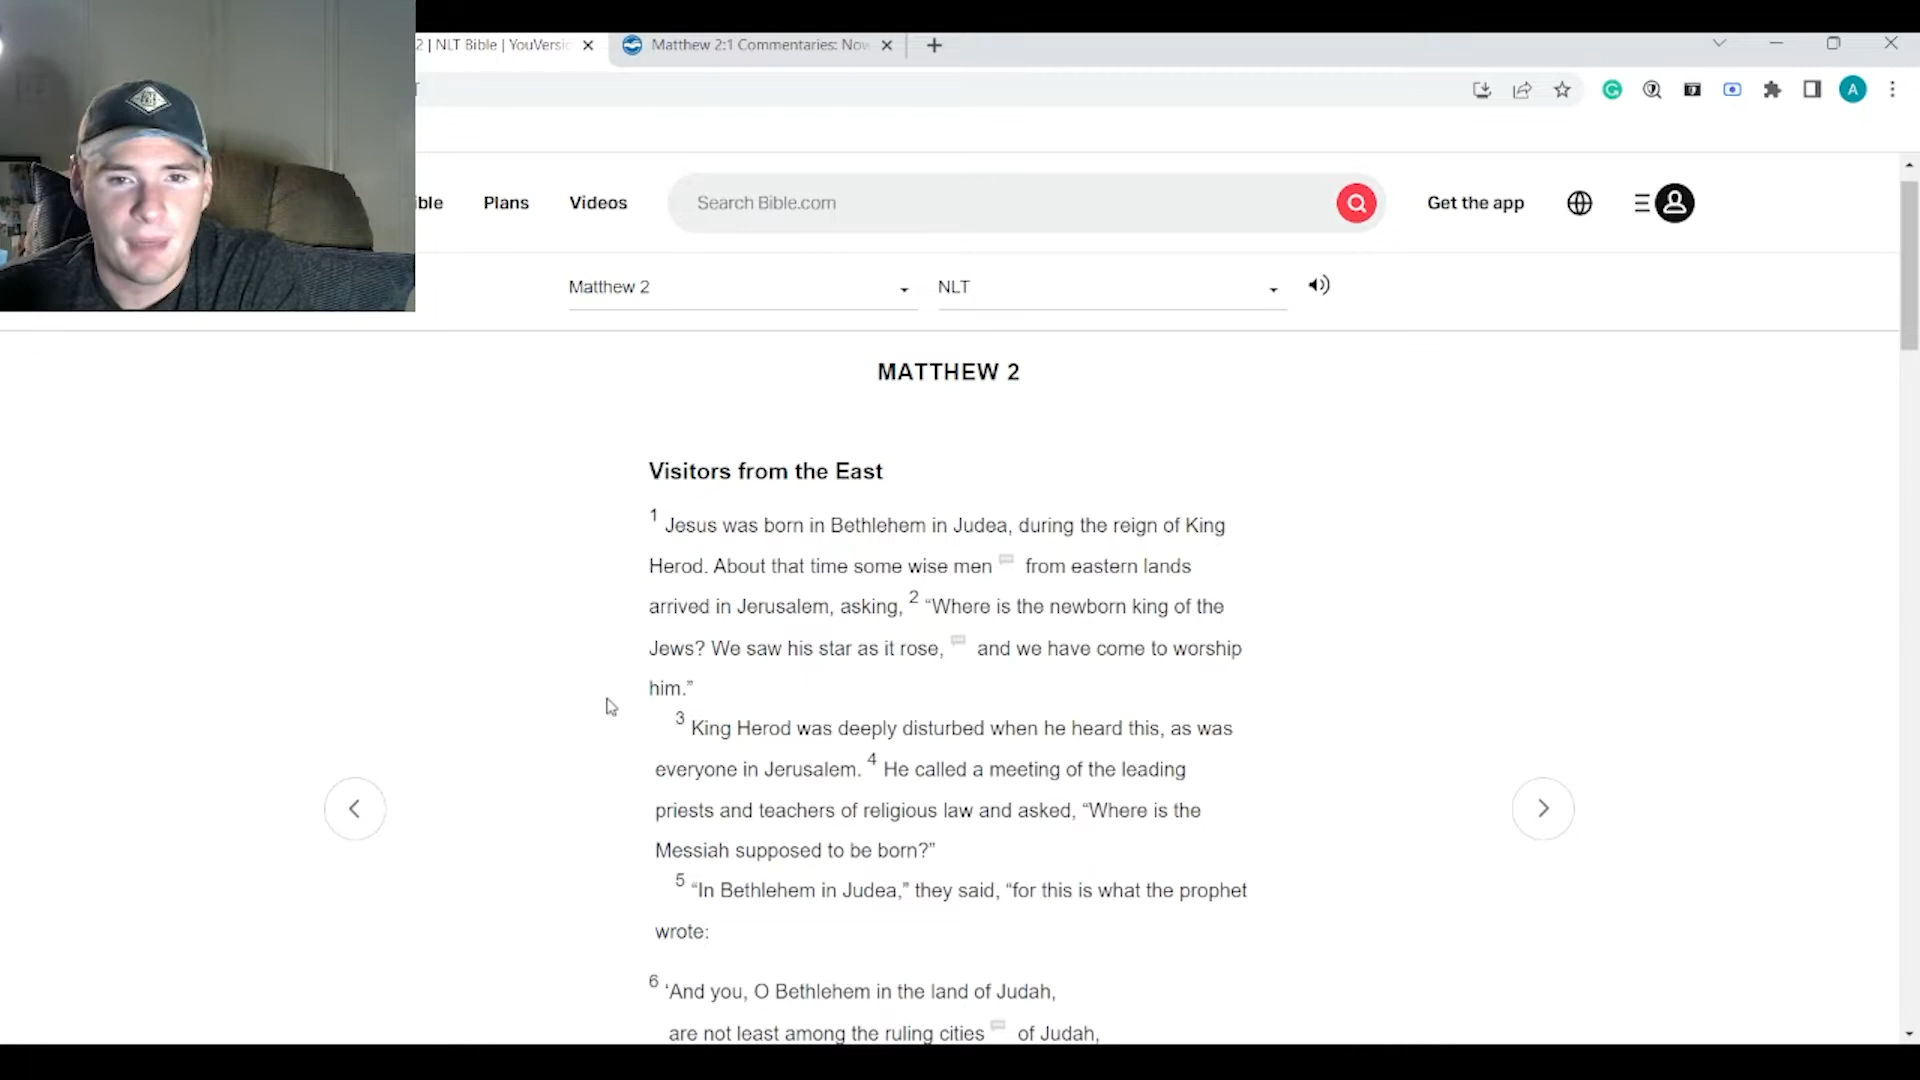 2 | NLT Bible | YouVersi
Matthew 2:1 Commentaries: Now
A
ible
Plans
Videos
Search Bible.com
Get the app
Matthew 2
NLT
MATTHEW 2
Visitors from the East
1 Jesus was born in Bethlehem in Judea, during the reign of King
Herod. About that time some wise men from eastern lands
arrived in Jerusalem, asking, 2 “Where is the newborn king of the
Jews? We saw his star as it rose, and we have come to worship
him.”
3 King Herod was deeply disturbed when he heard this, as was
everyone in Jerusalem. 4 He called a meeting of the leading
priests and teachers of religious law and asked, “Where is the
Messiah supposed to be born?”
5 “In Bethlehem in Judea,” they said, “for this is what the prophet
wrote:
6 ‘And you, O Bethlehem in the land of Judah,
are not least among the ruling cities of Judah,